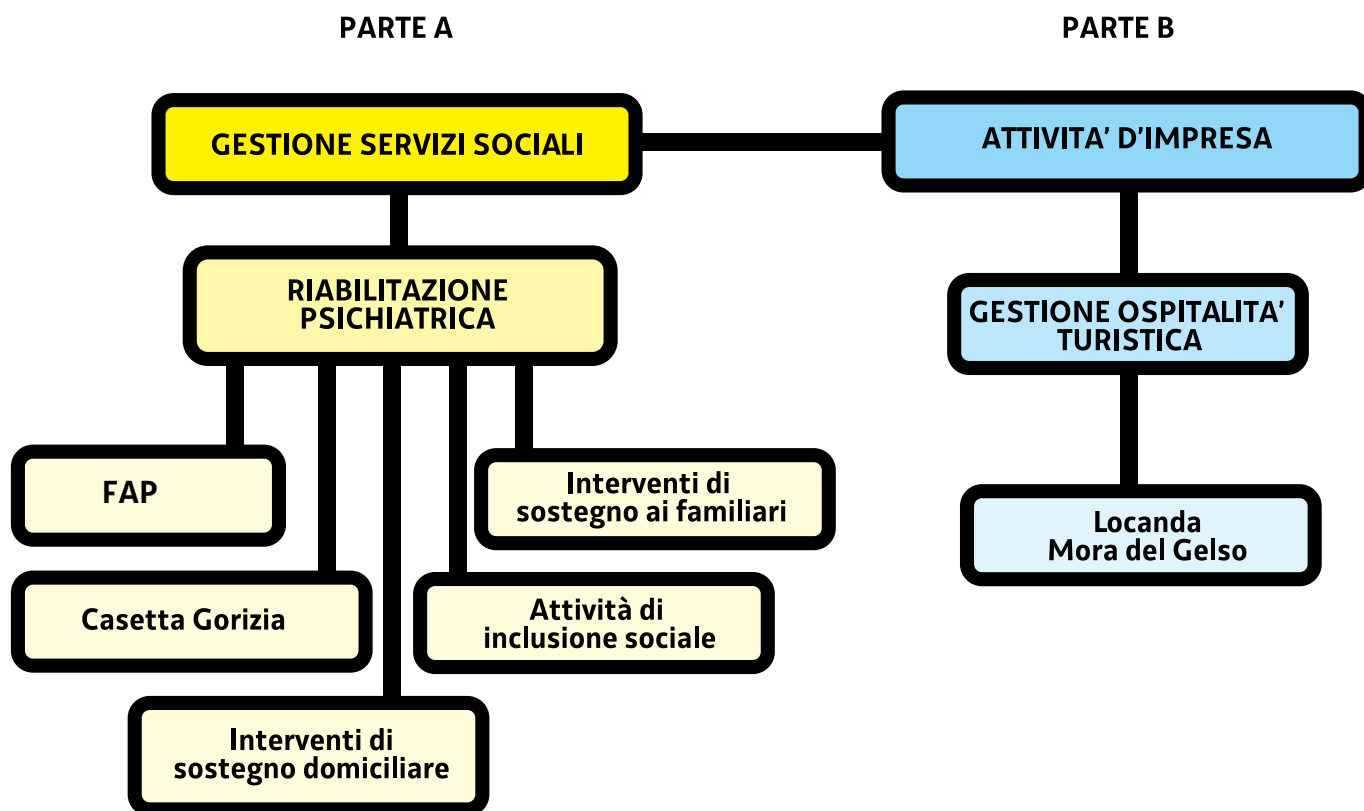 PARTE A
PARTE B
GESTIONE SERVIZI SOCIALI
ATTIVITA' D'IMPRESA
RIABILITAZIONE
PSICHIATRICA
GESTIONE OSPITALITA'
TURISTICA
FAP
Interventi di
sostegno ai familiari
Locanda
Mora del Gelso
Casetta Gorizia
Attività di
inclusione sociale
Interventi di
sostegno domiciliare